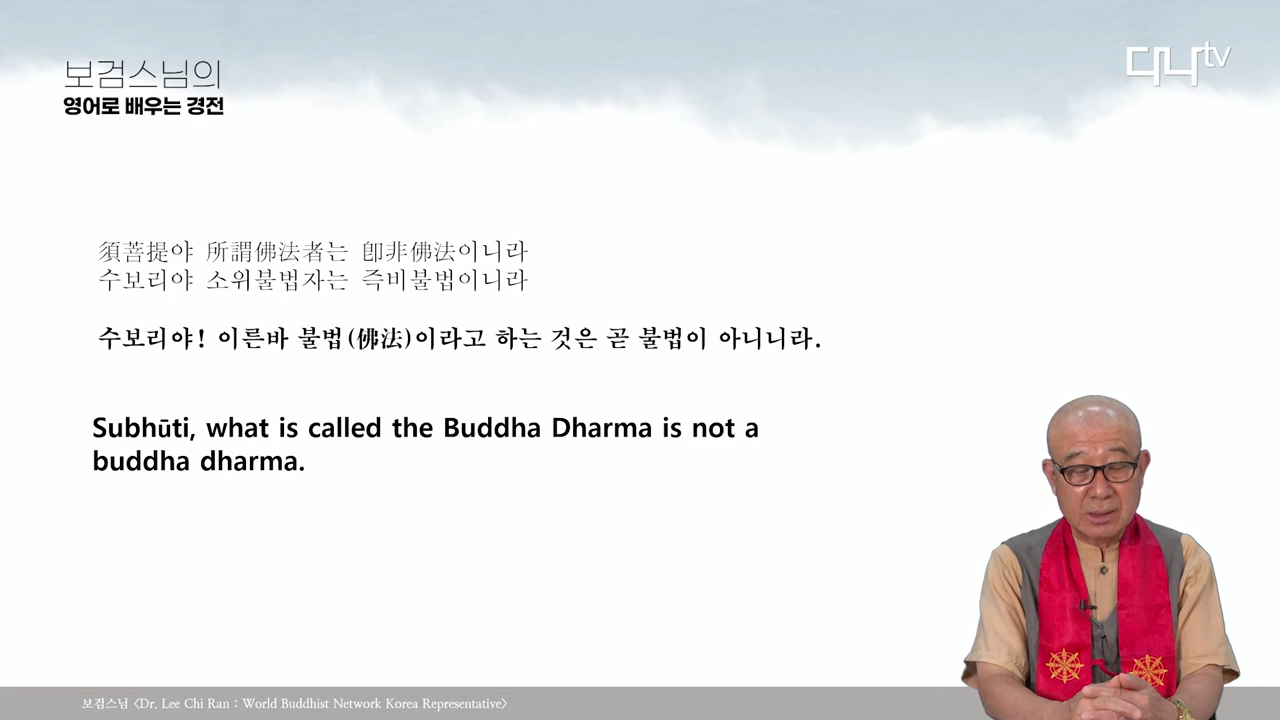 보검스님의
영어로 배우는 경전
다나tv
須菩提야 所謂佛法者는 卽非佛法이니라
수보리야 소위불법자는 즉비불법이니라
수보리야! 이른바 불법(佛法)이라고 하는 것은 곧 불법이 아니니라.
Subhūti, what is called the Buddha Dharma is not a
buddha dharma.
보검스님 <Dr. Lee Chi Ran : World Buddhist Network Korea Representative>